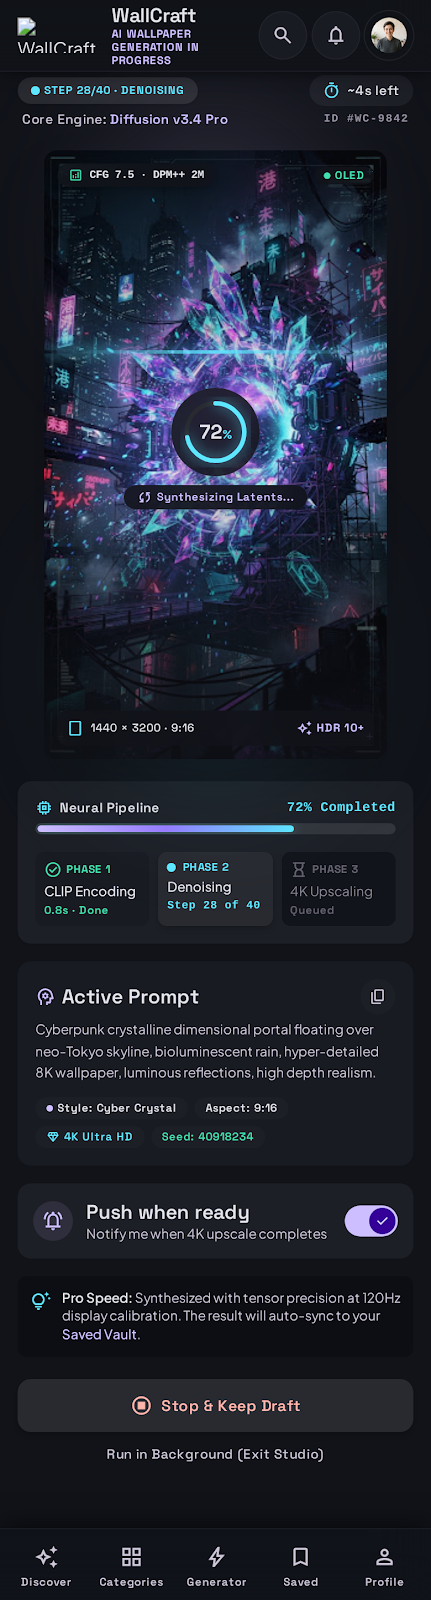 WallCraft
WallCraft
AI WALLPAPER
GENERATION IN
PROGRESS
STEP 28/40 · DENOISING
~4s left
Core Engine: Diffusion v3.4 Pro
ID #WC-9842
CFG 7.5 · DPM++ 2M
OLED
港
未来
港
サイバ
72%
Synthesizing Latents...
1440 × 3200 · 9:16
HDR 10+
Neural Pipeline
72% Completed
PHASE 1
CLIP Encoding
0.8s · Done
PHASE 2
Denoising
Step 28 of 40
PHASE 3
4K Upscaling
Queued
Active Prompt
Cyberpunk crystalline dimensional portal floating over
neo-Tokyo skyline, bioluminescent rain, hyper-detailed
8K wallpaper, luminous reflections, high depth realism.
Style: Cyber Crystal
Aspect: 9:16
4K Ultra HD
Seed: 40918234
Push when ready
Notify me when 4K upscale completes
Pro Speed: Synthesized with tensor precision at 120Hz
display calibration. The result will auto-sync to your
Saved Vault.
Stop & Keep Draft
Run in Background (Exit Studio)
Discover
Categories
Generator
Saved
Profile